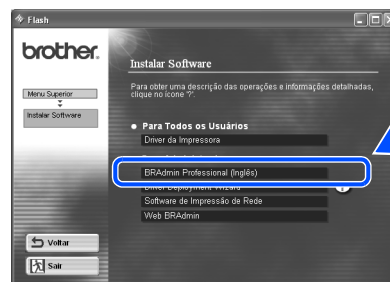 Flash
brother.
Instalar Software
Para obter uma descrição das operações e informações detalhadas,
clique no ícone '?'.
Menu Superior
Instalar Software
Para Todos os Usuários
Driver da Impressora
BRAdmin Professional (Inglês)
Driver Deployment Wizard
Software de Impressão de Rede
Web BRAdmin
Voltar
Sair